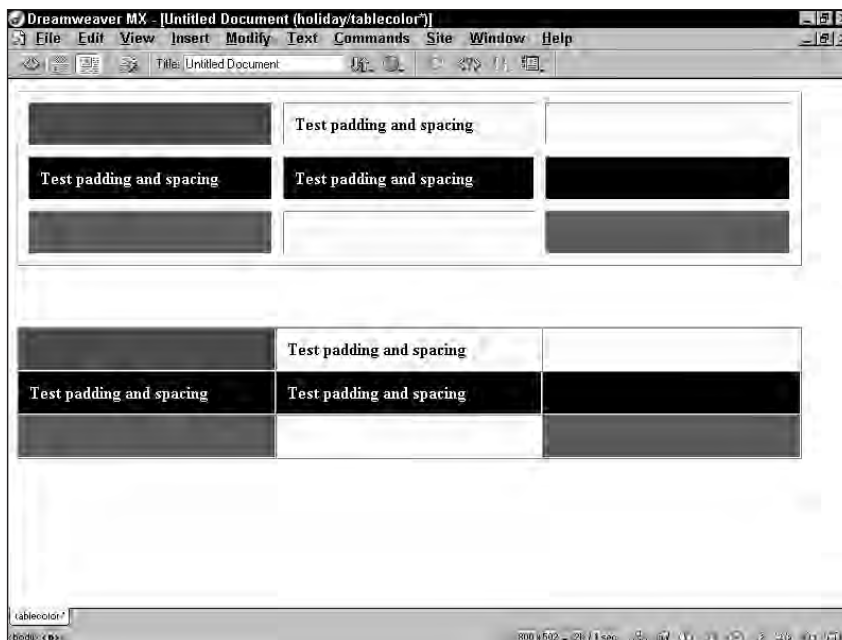 Dreamweaver MX - [Untitled Document (holiday/tablecolor*)]
File Edit View Insert Modify Text Commands Site Window Help
Title: Untitled Document
Test padding and spacing
Test padding and spacing Test padding and spacing
Test padding and spacing
Test padding and spacing Test padding and spacing
tablecolor*
<body> <p>